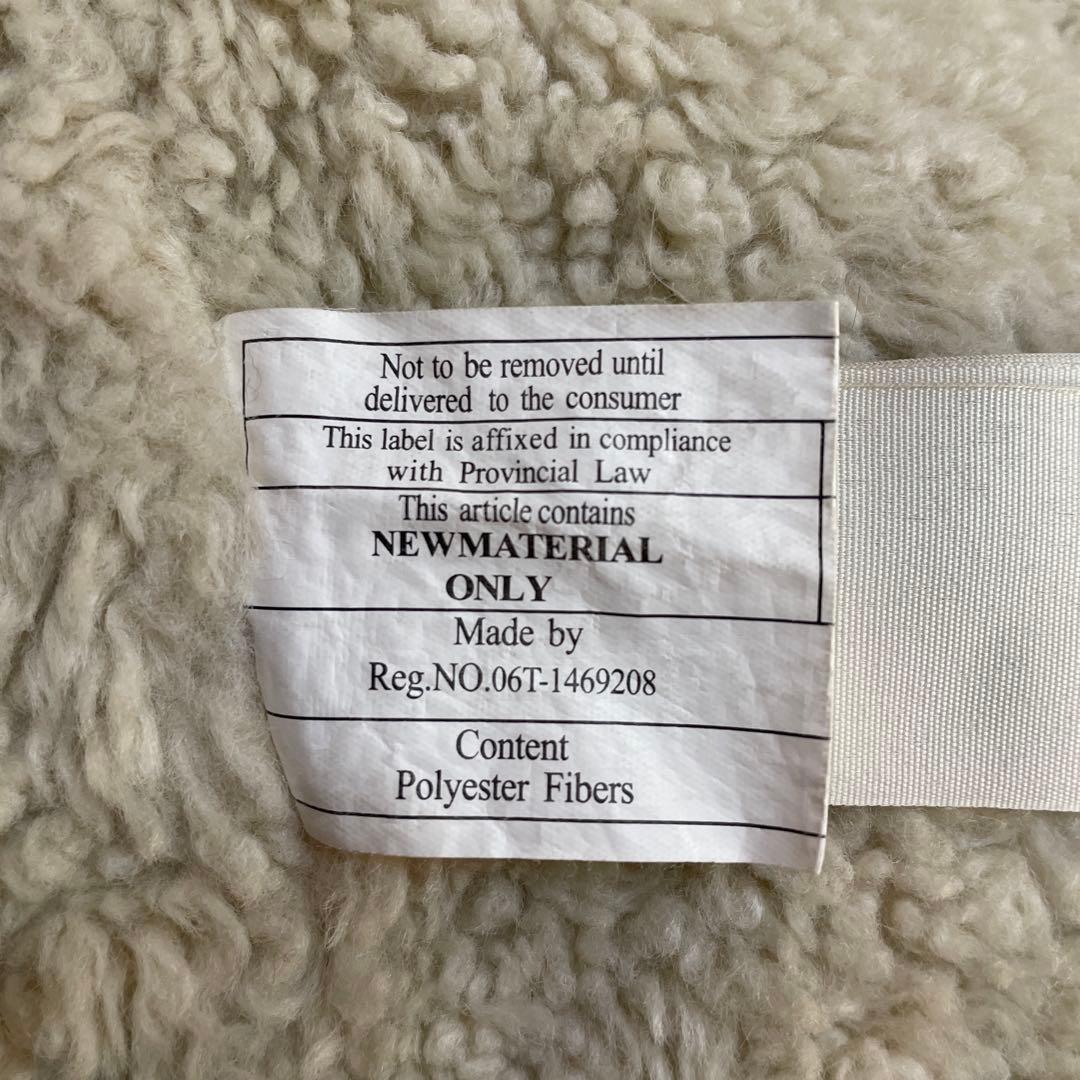 Not to be removed until
delivered to the consumer
This label is affixed in compliance
with Provincial Law
This article contains
NEWMATERIAL
ONLY
Made by
Reg.NO.06T-1469208
Content
Polyester Fibers